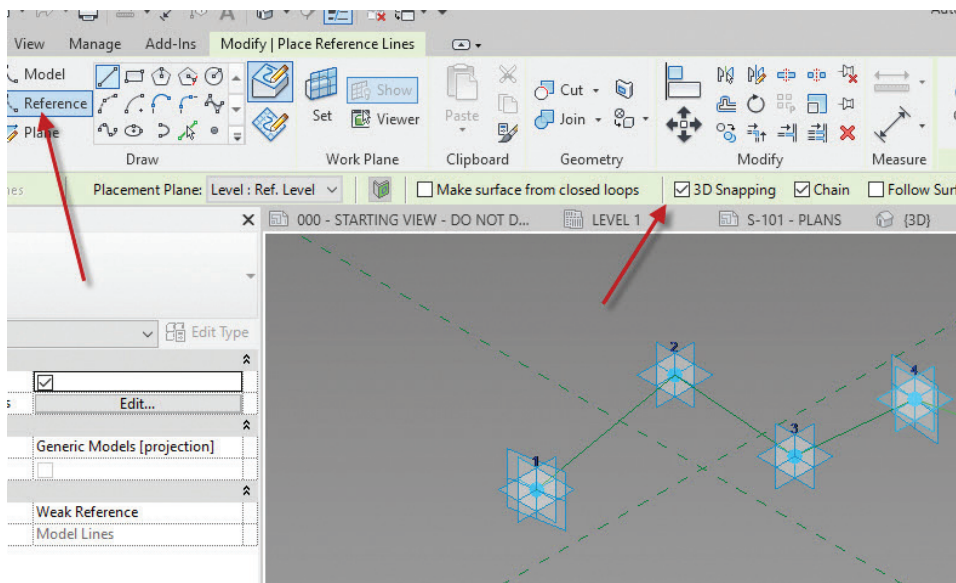 Aut
View Manage Add-Ins Modify | Place Reference Lines
Model
Reference
Plane
Set
Show
Viewer
Paste
Cut
Join
Draw Work Plane Clipboard Geometry Modify Measure
Placement Plane: Level : Ref. Level Make surface from closed loops 3D Snapping Chain Follow Surf
000 - STARTING VIEW - DO NOT D... LEVEL 1 S-101 - PLANS {3D}
Edit Type
Edit...
Generic Models [projection]
Weak Reference
Model Lines
2
4
3
1